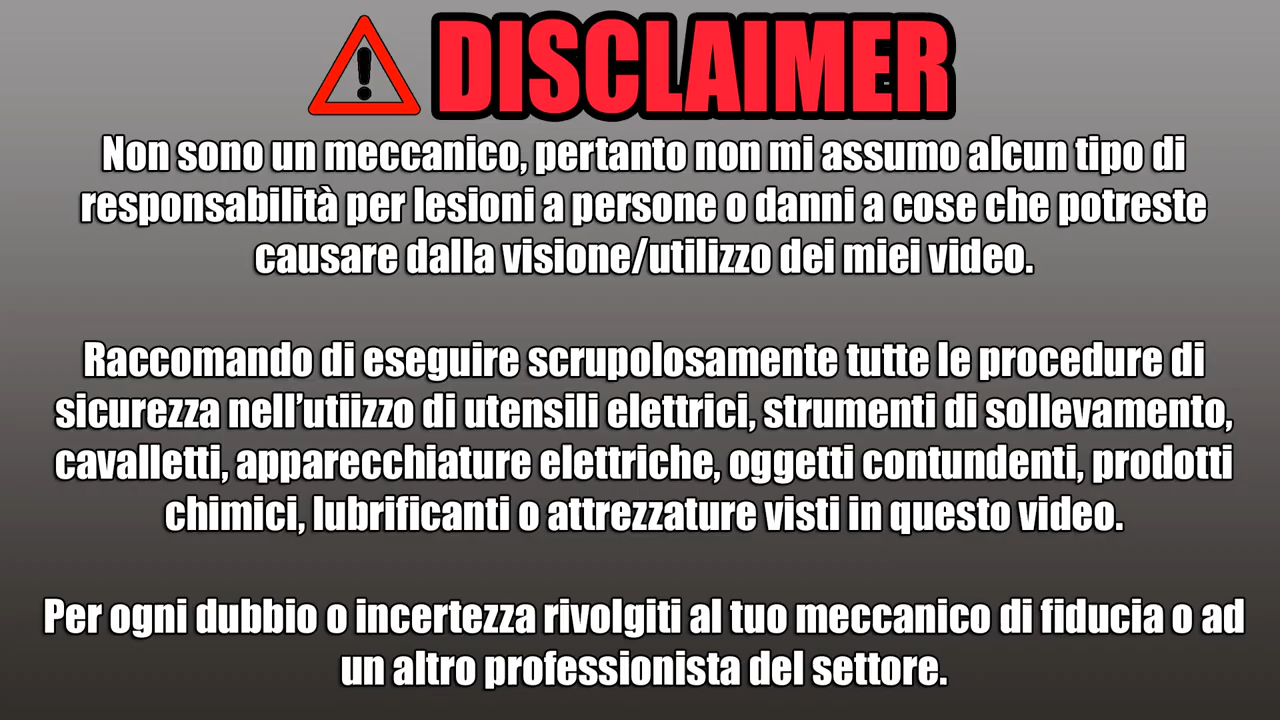 DISCLAIMER
Non sono un meccanico, pertanto non mi assumo alcun tipo di
responsabilità per lesioni a persone o danni a cose che potreste
causare dalla visione/utilizzo dei miei video.
Raccomando di eseguire scrupolosamente tutte le procedure di
sicurezza nell'utiizzo di utensili elettrici, strumenti di sollevamento,
cavalletti, apparecchiature elettriche, oggetti contundenti, prodotti
chimici, lubrificanti o attrezzature visti in questo video.
Per ogni dubbio o incertezza rivolgiti al tuo meccanico di fiducia o ad
un altro professionista del settore.